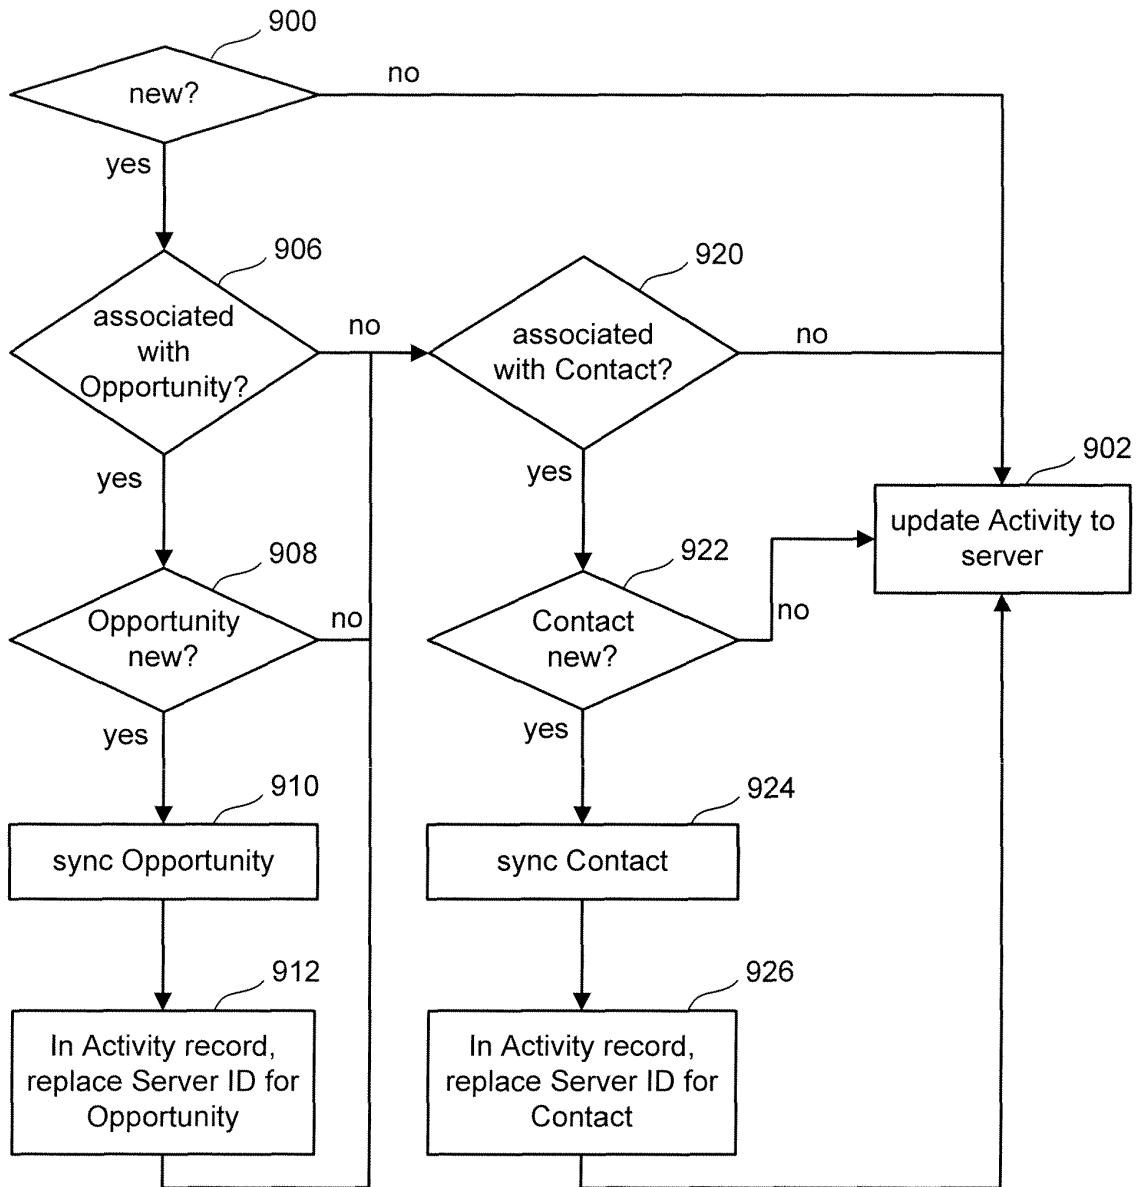 900
new?
no
yes
906
associated
with
Opportunity?
no
920
associated
with Contact?
no
yes
yes
902
update Activity to
server
908
Opportunity
new?
no
922
Contact
new?
no
yes
yes
910
sync Opportunity
924
sync Contact
912
In Activity record,
replace Server ID for
Opportunity
926
In Activity record,
replace Server ID for
Contact